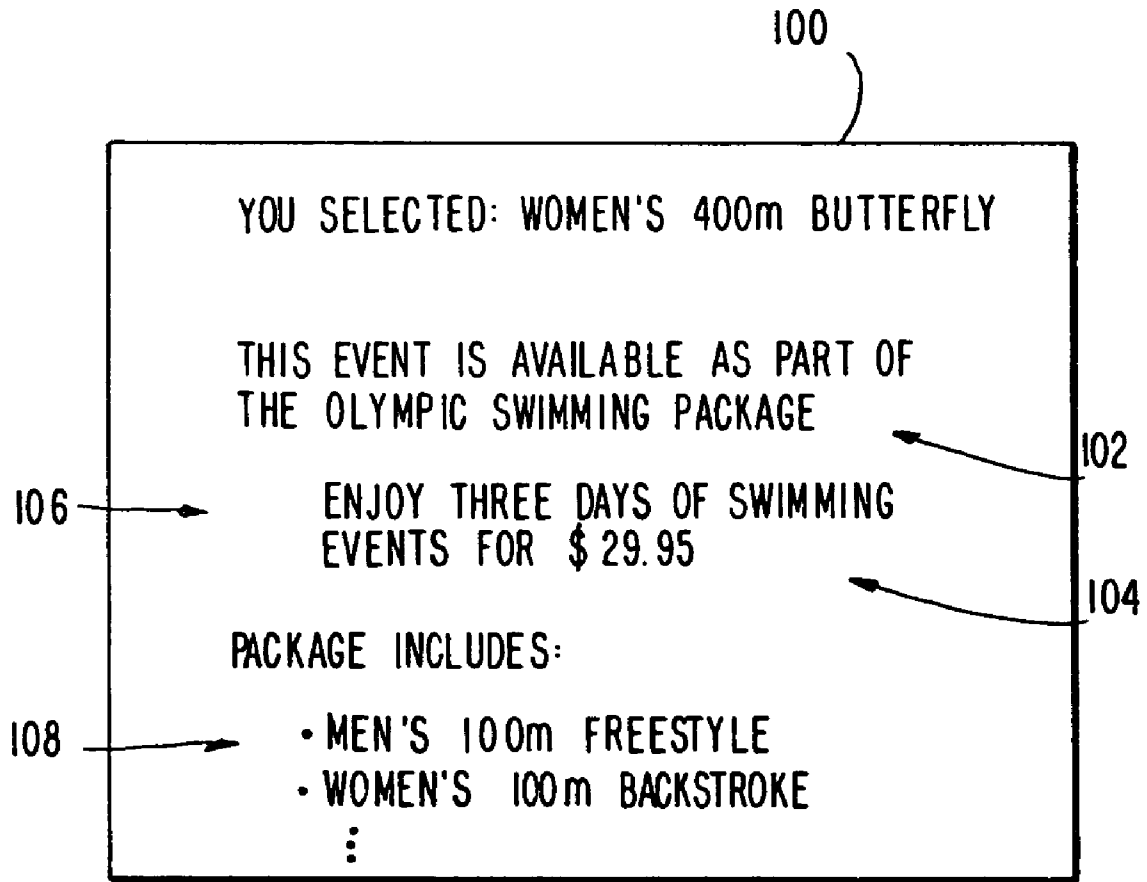 100
YOU SELECTED: WOMEN'S 400m BUTTERFLY
THIS EVENT IS AVAILABLE AS PART OF
THE OLYMPIC SWIMMING PACKAGE
102
106
ENJOY THREE DAYS OF SWIMMING
EVENTS FOR $29.95
104
PACKAGE INCLUDES:
108
• MEN'S 100m FREESTYLE
• WOMEN'S 100m BACKSTROKE
⋮